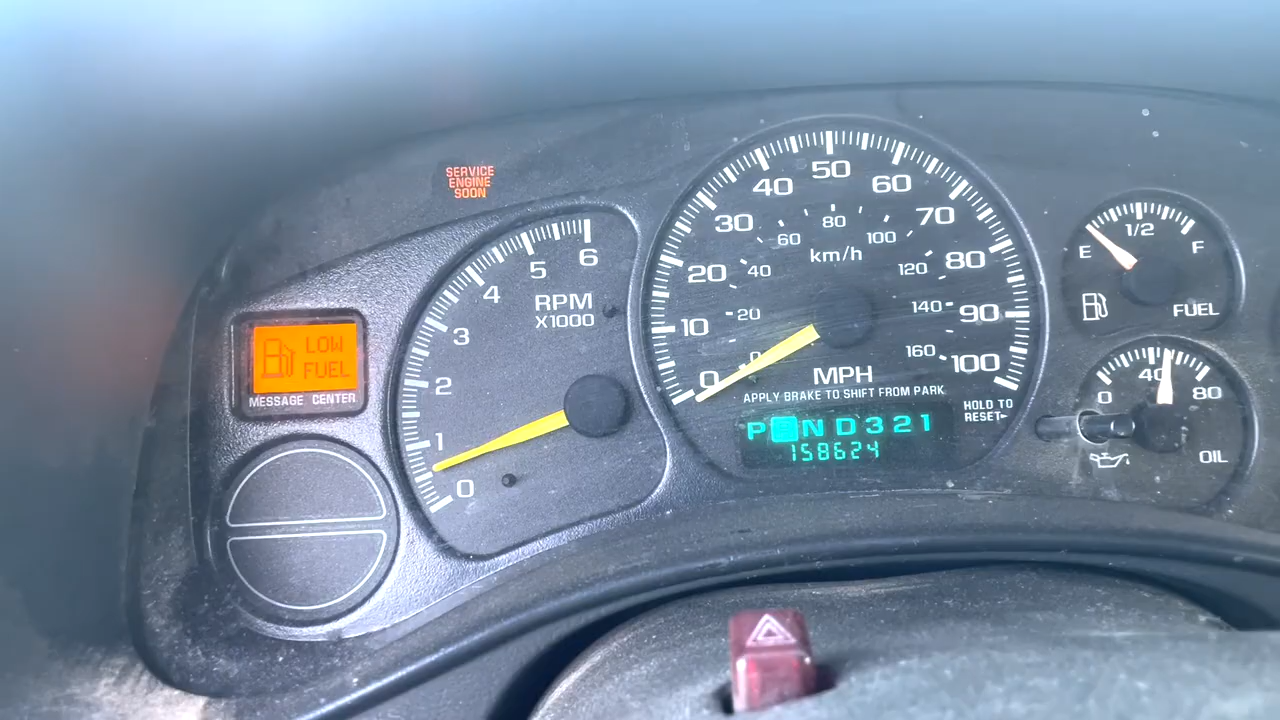 SERVICE
ENGINE
SOON
LOW
FUEL
MESSAGE CENTER
0 1 2 3 4 5 6
RPM
X1000
0 10 20 30 40 50 60 70 80 90 100
0 20 40 60 80 100 120 140 160
km/h
MPH
APPLY BRAKE TO SHIFT FROM PARK
HOLD TO
RESET
P N D 3 2 1
158624
E 1/2 F
FUEL
0 40 80
OIL